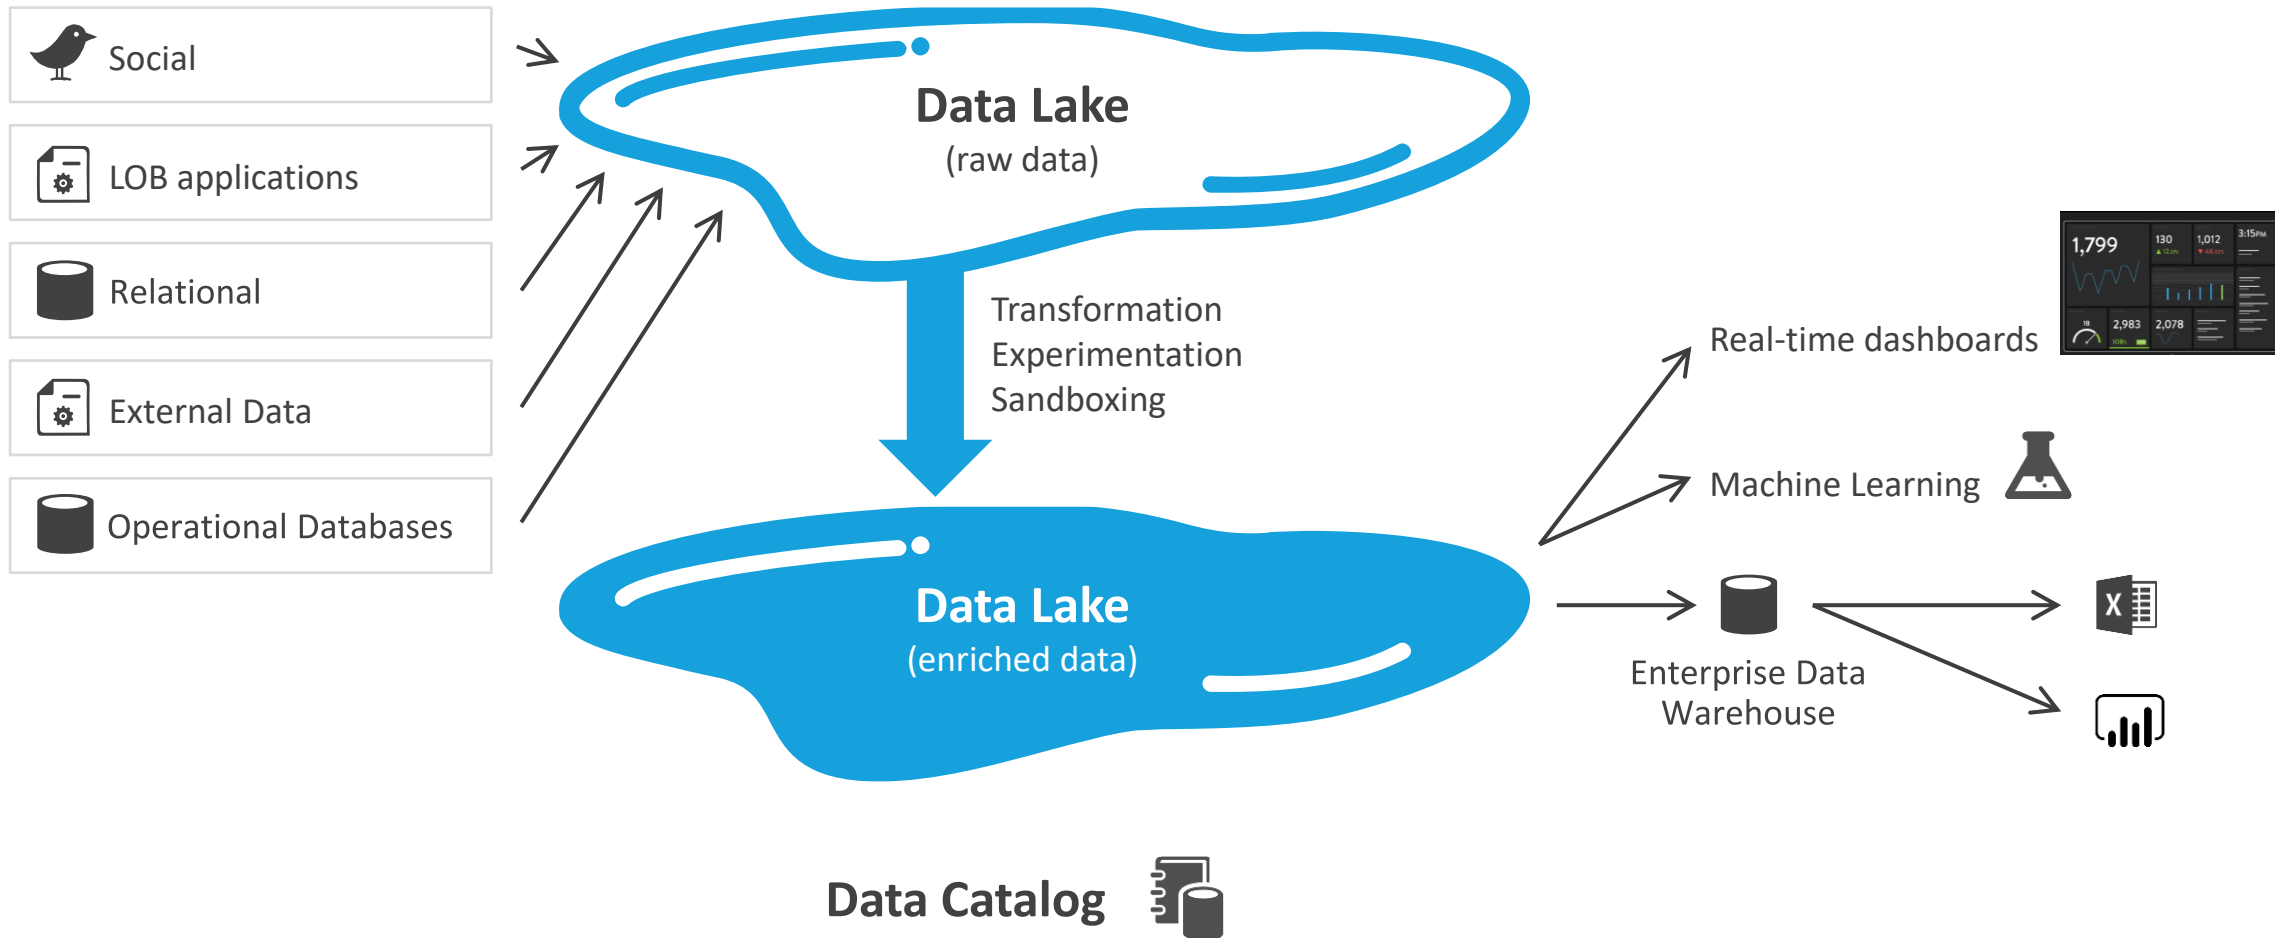 Social
LOB applications
Relational
External Data
Operational Databases
Data Lake
(raw data)
Transformation
Experimentation
Sandboxing
Data Lake
(enriched data)
Real-time dashboards
1,799
130
1,012
3:15PM
18
2,983
2,078
Machine Learning
X
Enterprise Data
Warehouse
Data Catalog